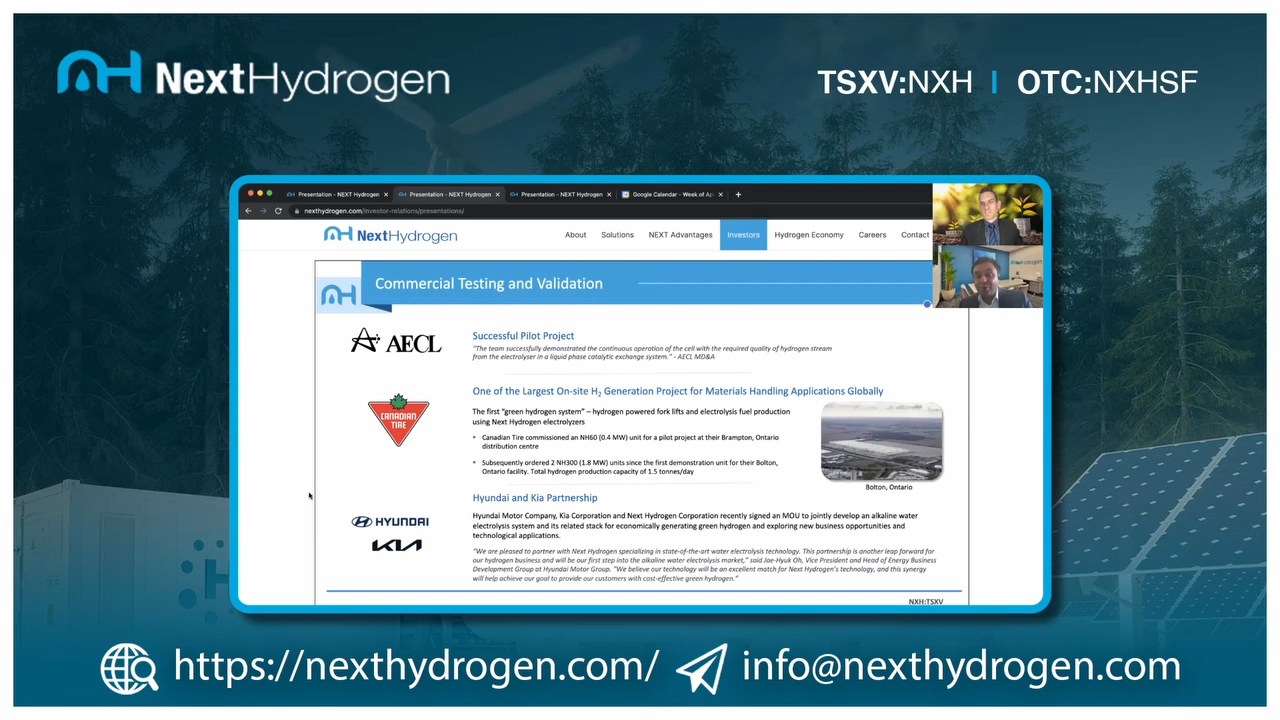 NextHydrogen
TSXV:NXH | OTC:NXHSF
Presentation - NEXT Hydrogen
Presentation - NEXT Hydrogen
Presentation - NEXT Hydrogen
Google Calendar - Week of Ap
nexthydrogen.com/investor-relations/presentations/
NextHydrogen
About Solutions NEXT Advantages Investors Hydrogen Economy Careers Contact
Commercial Testing and Validation
AECL
Successful Pilot Project
"The team successfully demonstrated the continuous operation of the cell with the required quality of hydrogen stream
from the electrolyser in a liquid phase catalytic exchange system." - AECL MD&A
One of the Largest On-site H₂ Generation Project for Materials Handling Applications Globally
CANADIAN
TIRE
The first "green hydrogen system" – hydrogen powered fork lifts and electrolysis fuel production
using Next Hydrogen electrolyzers
• Canadian Tire commissioned an NH60 (0.4 MW) unit for a pilot project at their Brampton, Ontario
distribution centre
• Subsequently ordered 2 NH300 (1.8 MW) units since the first demonstration unit for their Bolton,
Ontario facility. Total hydrogen production capacity of 1.5 tonnes/day
Bolton, Ontario
Hyundai and Kia Partnership
HYUNDAI
KIA
Hyundai Motor Company, Kia Corporation and Next Hydrogen Corporation recently signed an MOU to jointly develop an alkaline water
electrolysis system and its related stack for economically generating green hydrogen and exploring new business opportunities and
technological applications.
"We are pleased to partner with Next Hydrogen specializing in state-of-the-art water electrolysis technology. This partnership is another leap forward for
our hydrogen business and will be our first step into the alkaline water electrolysis market," said Jae-Hyuk Oh, Vice President and Head of Energy Business
Development Group at Hyundai Motor Group. "We believe our technology will be an excellent match for Next Hydrogen's technology, and this synergy
will help achieve our goal to provide our customers with cost-effective green hydrogen."
NXH:TSXV
https://nexthydrogen.com/
info@nexthydrogen.com